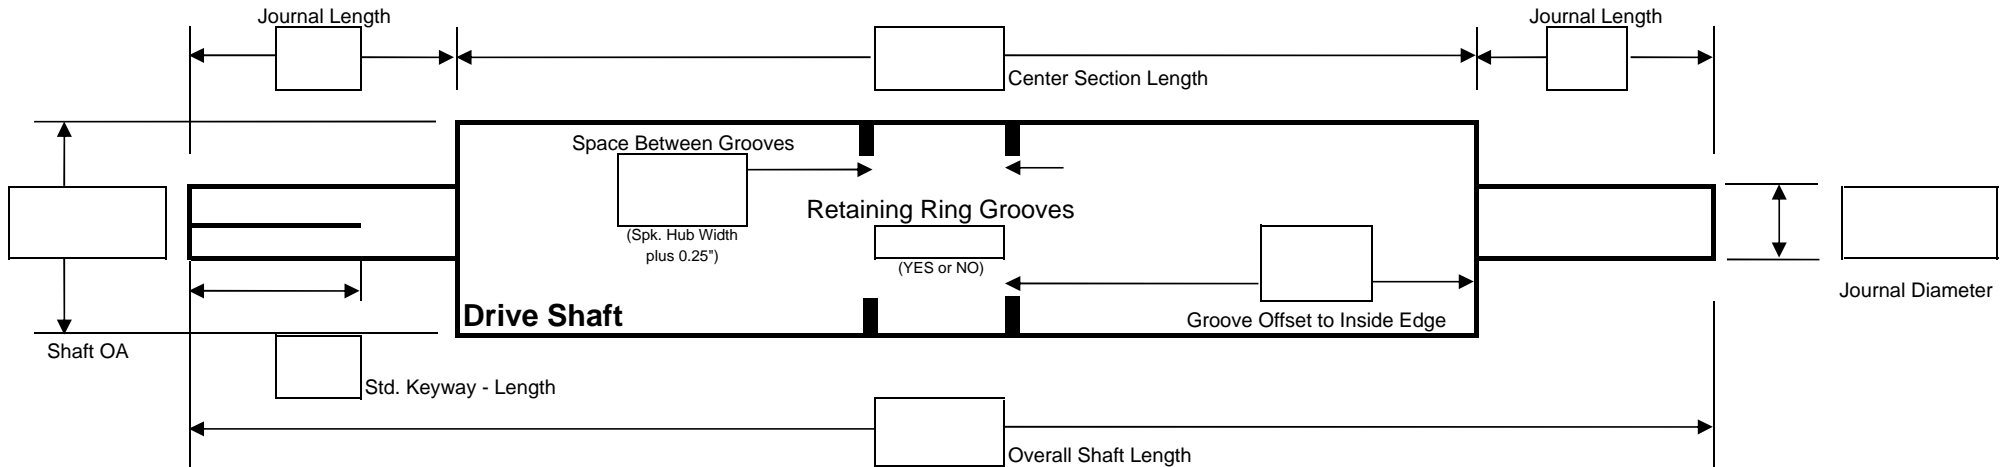 Journal Length
Journal Length
Center Section Length
Space Between Grooves
Retaining Ring Grooves
(Spk. Hub Width
plus 0.25")
(YES or NO)
Journal Diameter
Drive Shaft
Groove Offset to Inside Edge
Shaft OA
Std. Keyway - Length
Overall Shaft Length